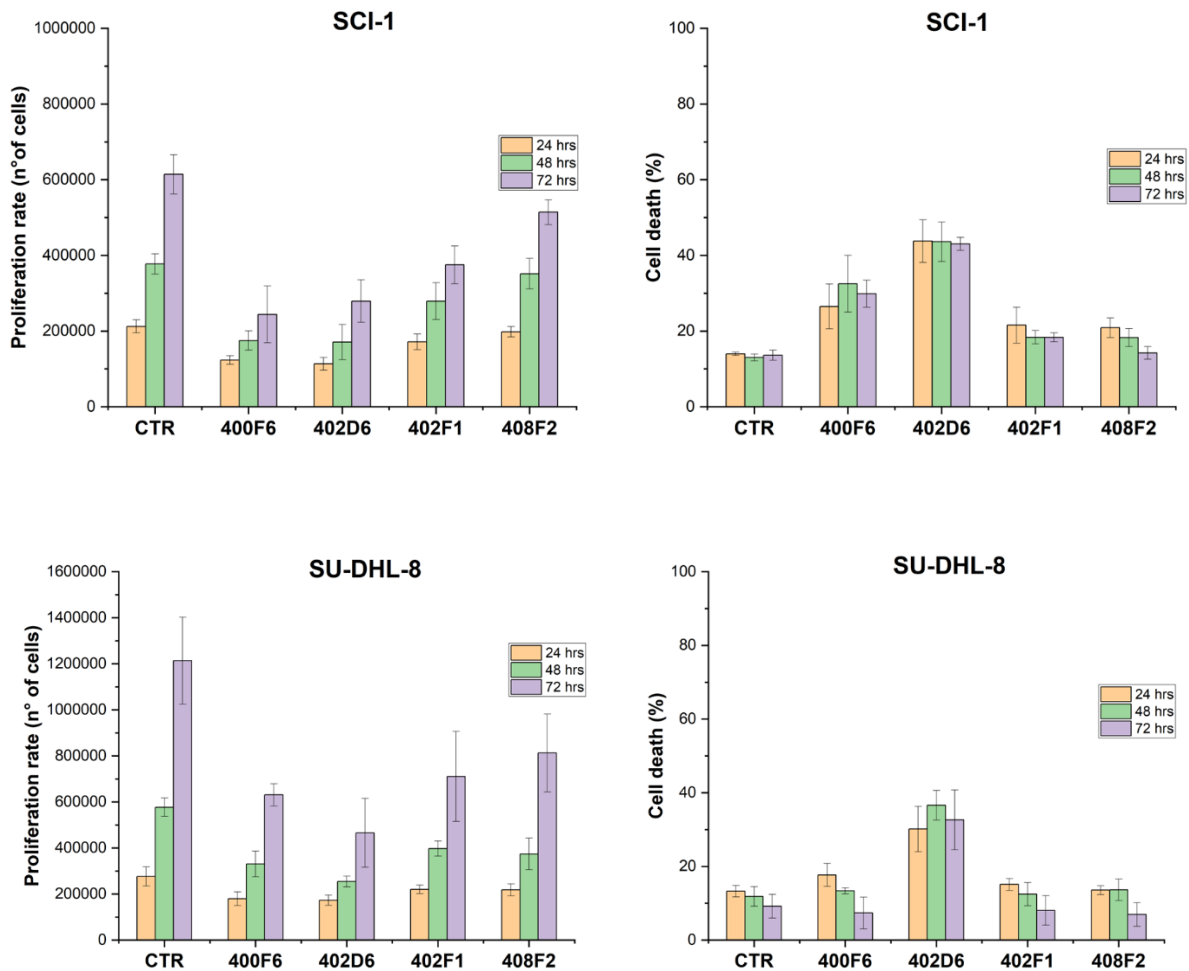 SCI-1
Proliferation rate (n°of cells)
1000000
800000
600000
400000
200000
0
24 hrs
48 hrs
72 hrs
CTR 400F6 402D6 402F1 408F2
SCI-1
Cell death (%)
100
80
60
40
20
0
24 hrs
48 hrs
72 hrs
CTR 400F6 402D6 402F1 408F2
SU-DHL-8
Proliferation rate (n° of cells)
1600000
1400000
1200000
1000000
800000
600000
400000
200000
0
24 hrs
48 hrs
72 hrs
CTR 400F6 402D6 402F1 408F2
SU-DHL-8
Cell death (%)
100
80
60
40
20
0
24 hrs
48 hrs
72 hrs
CTR 400F6 402D6 402F1 408F2